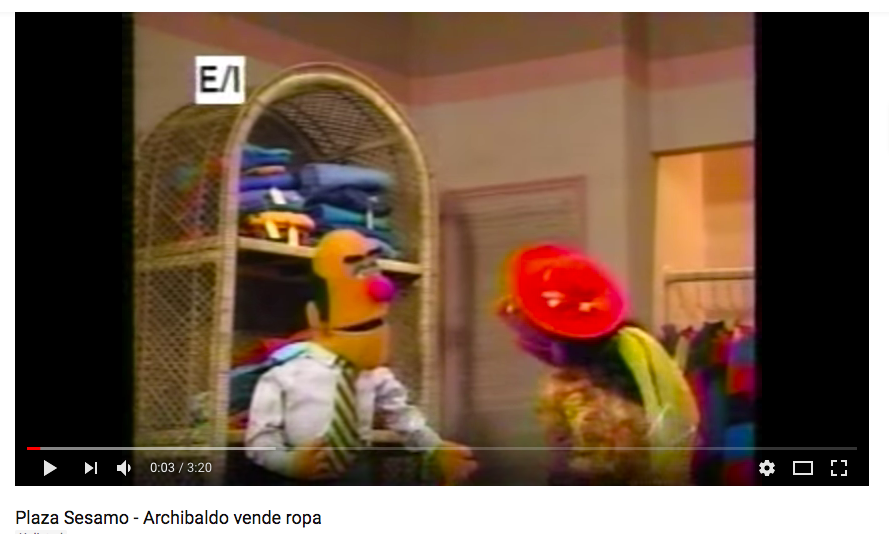 E/I
0:03 / 3:20
Plaza Sesamo - Archibaldo vende ropa